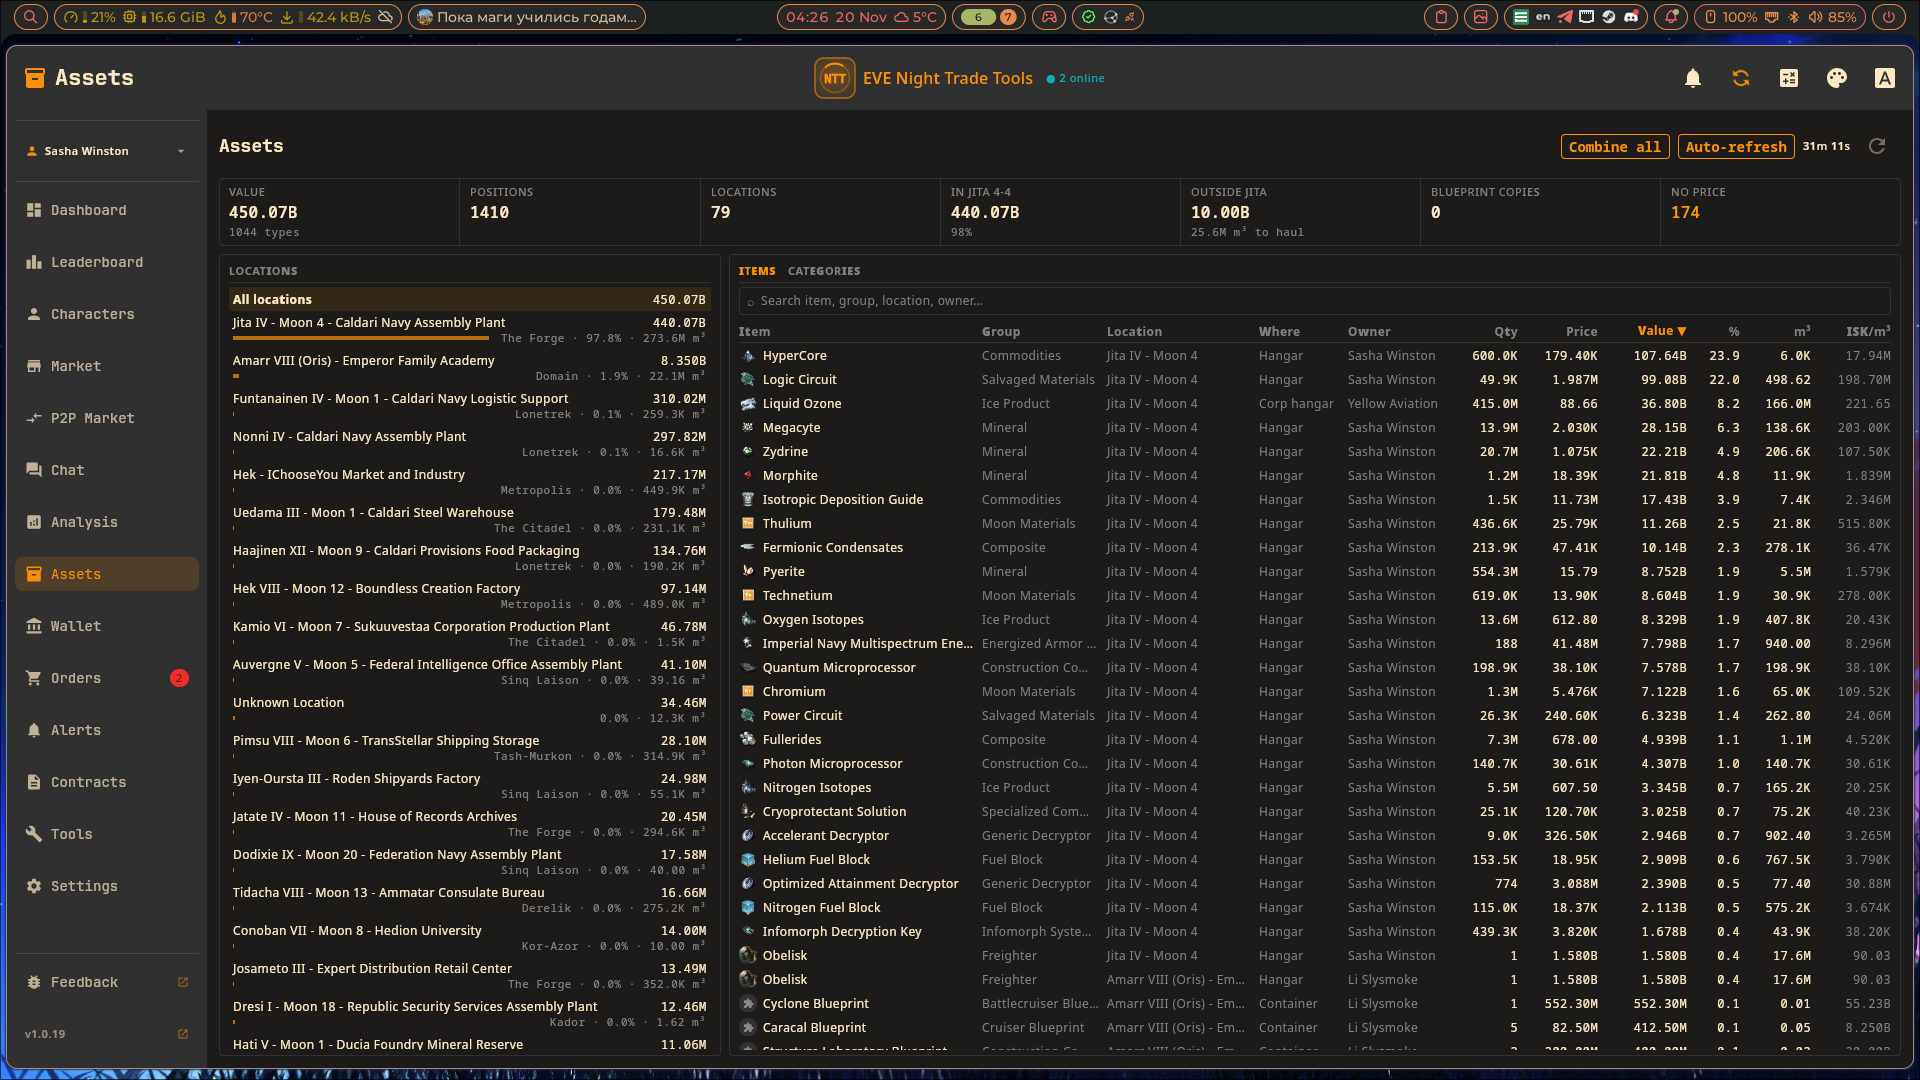 21% 16.6 GiB 70°C 42.4 kB/s Пока маги учились годам... 04:26 20 Nov 5°C 6 7 en 100% 85%
Assets NTT EVE Night Trade Tools 2 online A
Sasha Winston
Dashboard
Leaderboard
Characters
Market
P2P Market
Chat
Analysis
Assets
Wallet
Orders 2
Alerts
Contracts
Tools
Settings
Feedback
v1.0.19
Assets Combine all Auto-refresh 31m 11s
VALUE POSITIONS LOCATIONS IN JITA 4-4 OUTSIDE JITA BLUEPRINT COPIES NO PRICE
450.07B 1410 79 440.07B 10.00B 0 174
1044 types 98% 25.6M m³ to haul
LOCATIONS
All locations 450.07B
Jita IV - Moon 4 - Caldari Navy Assembly Plant 440.07B
The Forge · 97.8% · 273.6M m³
Amarr VIII (Oris) - Emperor Family Academy 8.350B
Domain · 1.9% · 22.1M m³
Funtanainen IV - Moon 1 - Caldari Navy Logistic Support 310.02M
Lonetrek · 0.1% · 259.3K m³
Nonni IV - Caldari Navy Assembly Plant 297.82M
Lonetrek · 0.1% · 16.6K m³
Hek - IChooseYou Market and Industry 217.17M
Metropolis · 0.0% · 449.9K m³
Uedama III - Moon 1 - Caldari Steel Warehouse 179.48M
The Citadel · 0.0% · 231.1K m³
Haajinen XII - Moon 9 - Caldari Provisions Food Packaging 134.76M
Lonetrek · 0.0% · 190.2K m³
Hek VIII - Moon 12 - Boundless Creation Factory 97.14M
Metropolis · 0.0% · 489.0K m³
Kamio VI - Moon 7 - Sukuuvestaa Corporation Production Plant 46.78M
The Citadel · 0.0% · 1.5K m³
Auvergne V - Moon 5 - Federal Intelligence Office Assembly Plant 41.10M
Sinq Laison · 0.0% · 39.16 m³
Unknown Location 34.46M
0.0% · 12.3K m³
Pimsu VIII - Moon 6 - TransStellar Shipping Storage 28.10M
Tash-Murkon · 0.0% · 314.9K m³
Iyen-Oursta III - Roden Shipyards Factory 24.98M
Sinq Laison · 0.0% · 55.1K m³
Jatate IV - Moon 11 - House of Records Archives 20.45M
The Forge · 0.0% · 294.6K m³
Dodixie IX - Moon 20 - Federation Navy Assembly Plant 17.58M
Sinq Laison · 0.0% · 40.00 m³
Tidacha VIII - Moon 13 - Ammatar Consulate Bureau 16.66M
Derelik · 0.0% · 275.2K m³
Conoban VII - Moon 8 - Hedion University 14.00M
Kor-Azor · 0.0% · 10.00 m³
Josameto III - Expert Distribution Retail Center 13.49M
The Forge · 0.0% · 352.0K m³
Dresi I - Moon 18 - Republic Security Services Assembly Plant 12.46M
Kador · 0.0% · 1.62 m³
Hati V - Moon 1 - Ducia Foundry Mineral Reserve 11.06M
ITEMS CATEGORIES
Search item, group, location, owner...
Item Group Location Where Owner Qty Price Value ▼ % m³ ISK/m³
HyperCore Commodities Jita IV - Moon 4 Hangar Sasha Winston 600.0K 179.40K 107.64B 23.9 6.0K 17.94M
Logic Circuit Salvaged Materials Jita IV - Moon 4 Hangar Sasha Winston 49.9K 1.987M 99.08B 22.0 498.62 198.70M
Liquid Ozone Ice Product Jita IV - Moon 4 Corp hangar Yellow Aviation 415.0M 88.66 36.80B 8.2 166.0M 221.65
Megacyte Mineral Jita IV - Moon 4 Hangar Sasha Winston 13.9M 2.030K 28.15B 6.3 138.6K 203.00K
Zydrine Mineral Jita IV - Moon 4 Hangar Sasha Winston 20.7M 1.075K 22.21B 4.9 206.6K 107.50K
Morphite Mineral Jita IV - Moon 4 Hangar Sasha Winston 1.2M 18.39K 21.81B 4.8 11.9K 1.839M
Isotropic Deposition Guide Commodities Jita IV - Moon 4 Hangar Sasha Winston 1.5K 11.73M 17.43B 3.9 7.4K 2.346M
Thulium Moon Materials Jita IV - Moon 4 Hangar Sasha Winston 436.6K 25.79K 11.26B 2.5 21.8K 515.80K
Fermionic Condensates Composite Jita IV - Moon 4 Hangar Sasha Winston 213.9K 47.41K 10.14B 2.3 278.1K 36.47K
Pyerite Mineral Jita IV - Moon 4 Hangar Sasha Winston 554.3M 15.79 8.752B 1.9 5.5M 1.579K
Technetium Moon Materials Jita IV - Moon 4 Hangar Sasha Winston 619.0K 13.90K 8.604B 1.9 30.9K 278.00K
Oxygen Isotopes Ice Product Jita IV - Moon 4 Hangar Sasha Winston 13.6M 612.80 8.329B 1.9 407.8K 20.43K
Imperial Navy Multispectrum Ene... Energized Armor ... Jita IV - Moon 4 Hangar Sasha Winston 188 41.48M 7.798B 1.7 940.00 8.296M
Quantum Microprocessor Construction Co... Jita IV - Moon 4 Hangar Sasha Winston 198.9K 38.10K 7.578B 1.7 198.9K 38.10K
Chromium Moon Materials Jita IV - Moon 4 Hangar Sasha Winston 1.3M 5.476K 7.122B 1.6 65.0K 109.52K
Power Circuit Salvaged Materials Jita IV - Moon 4 Hangar Sasha Winston 26.3K 240.60K 6.323B 1.4 262.80 24.06M
Fullerides Composite Jita IV - Moon 4 Hangar Sasha Winston 7.3M 678.00 4.939B 1.1 1.1M 4.520K
Photon Microprocessor Construction Co... Jita IV - Moon 4 Hangar Sasha Winston 140.7K 30.61K 4.307B 1.0 140.7K 30.61K
Nitrogen Isotopes Ice Product Jita IV - Moon 4 Hangar Sasha Winston 5.5M 607.50 3.345B 0.7 165.2K 20.25K
Cryoprotectant Solution Specialized Com... Jita IV - Moon 4 Hangar Sasha Winston 25.1K 120.70K 3.025B 0.7 75.2K 40.23K
Accelerant Decryptor Generic Decryptor Jita IV - Moon 4 Hangar Sasha Winston 9.0K 326.50K 2.946B 0.7 902.40 3.265M
Helium Fuel Block Fuel Block Jita IV - Moon 4 Hangar Sasha Winston 153.5K 18.95K 2.909B 0.6 767.5K 3.790K
Optimized Attainment Decryptor Generic Decryptor Jita IV - Moon 4 Hangar Sasha Winston 774 3.088M 2.390B 0.5 77.40 30.88M
Nitrogen Fuel Block Fuel Block Jita IV - Moon 4 Hangar Sasha Winston 115.0K 18.37K 2.113B 0.5 575.2K 3.674K
Infomorph Decryption Key Infomorph Syste... Jita IV - Moon 4 Hangar Sasha Winston 439.3K 3.820K 1.678B 0.4 43.9K 38.20K
Obelisk Freighter Jita IV - Moon 4 Hangar Sasha Winston 1 1.580B 1.580B 0.4 17.6M 90.03
Obelisk Freighter Amarr VIII (Oris) - Em... Hangar Li Slysmoke 1 1.580B 1.580B 0.4 17.6M 90.03
Cyclone Blueprint Battlecruiser Blue... Amarr VIII (Oris) - Em... Container Li Slysmoke 1 552.30M 552.30M 0.1 0.01 55.23B
Caracal Blueprint Cruiser Blueprint Amarr VIII (Oris) - Em... Container Li Slysmoke 5 82.50M 412.50M 0.1 0.05 8.250B